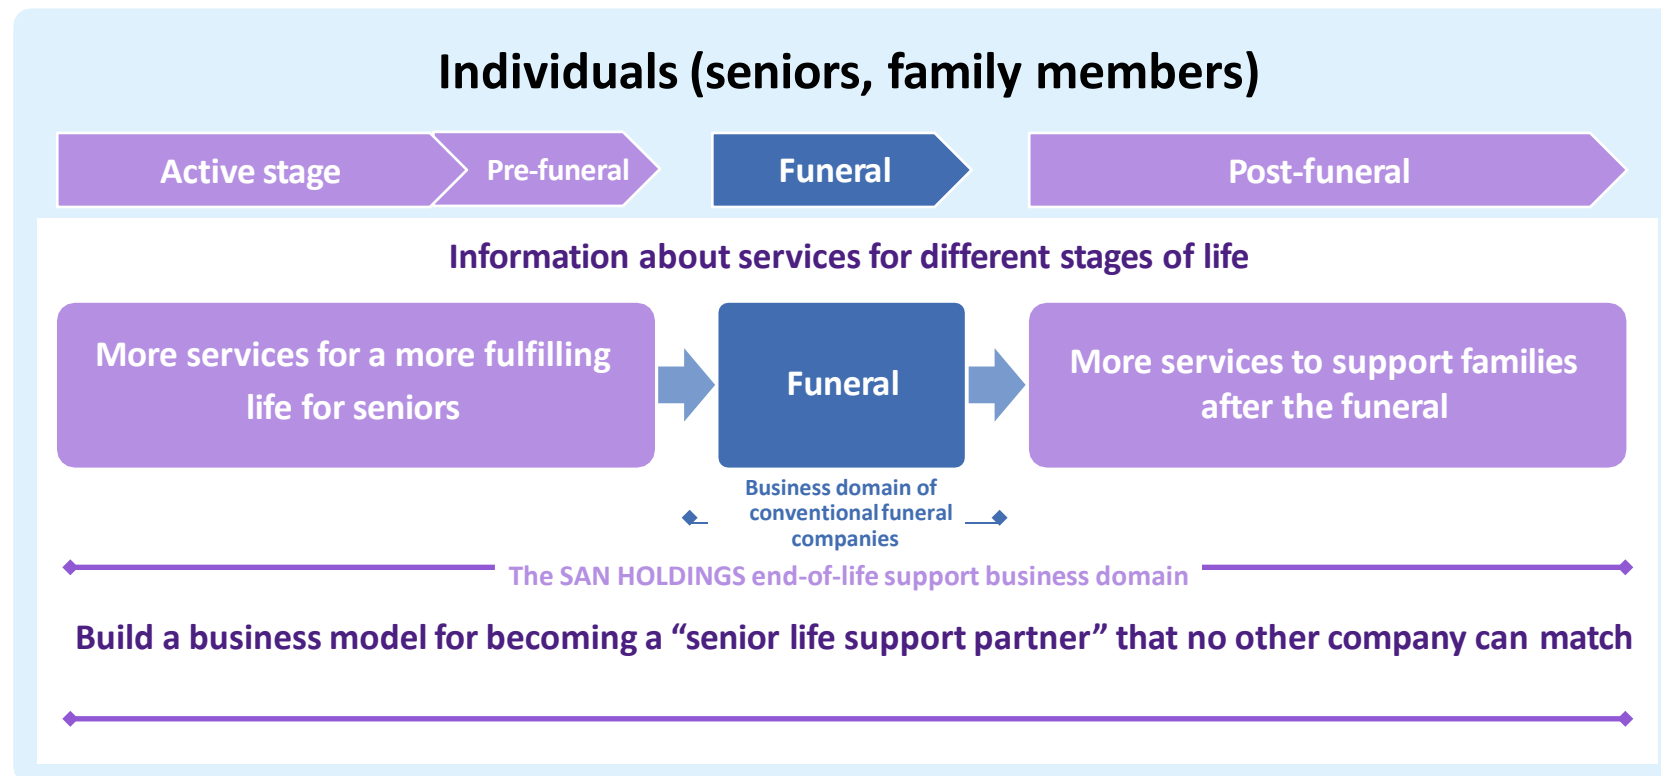 Individuals (seniors, family members)
Active stage
Pre-funeral
Funeral
Post-funeral
Information about services for different stages of life
More services for a more fulfilling
life for seniors
Funeral
More services to support families
after the funeral
Business domain of
conventional funeral
companies
The SAN HOLDINGS end-of-life support business domain
Build a business model for becoming a “senior life support partner” that no other company can match